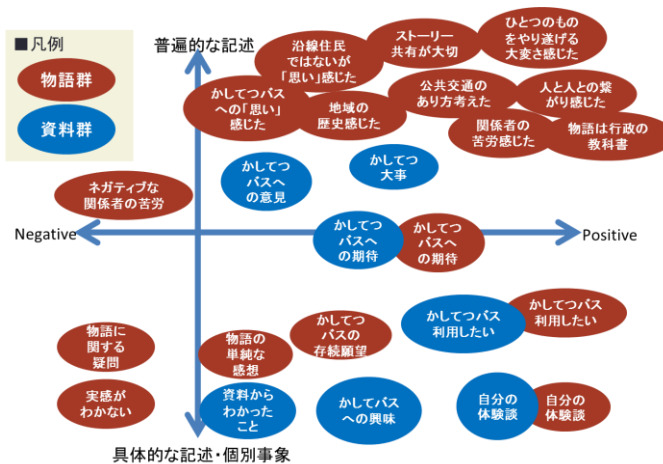 ■凡例
物語群
資料群
普遍的な記述
沿線住民
ではないが
「思い」感じた
ストーリー
共有が大切
ひとつのもの
をやり遂げる
大変さ感じた
かしてつバス
への「思い」
感じた
地域の
歴史感じた
公共交通の
あり方考えた
人と人との繋
がり感じた
関係者の
苦労感じた
物語は行政の
教科書
ネガティブな
関係者の苦労
かしてつ
バスへ
の意見
かしてつ
大事
Negative
かしてつ
バスへ
の期待
かしてつ
バスへ
の期待
Positive
物語に
関する
疑問
物語の
単純な
感想
かしてつ
バスの
存続願望
かしてつバス
利用したい
かしてつバス
利用したい
実感が
わかない
資料から
わかった
こと
かしてバス
への興味
自分の
体験談
自分の
体験談
具体的な記述・個別事象